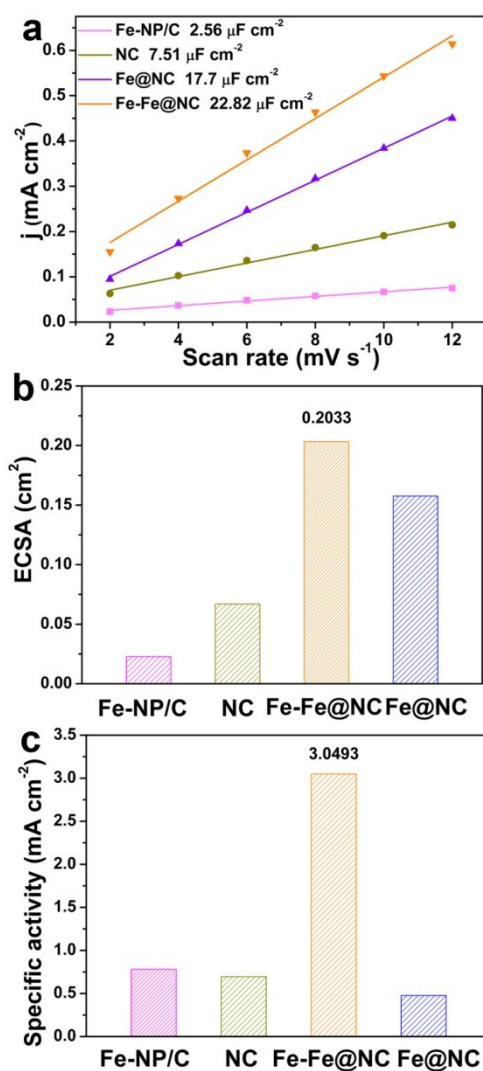 a
Fe-NP/C 2.56 μF cm⁻²
NC 7.51 μF cm⁻²
Fe@NC 17.7 μF cm⁻²
Fe-Fe@NC 22.82 μF cm⁻²
j (mA cm⁻²)
0.6
0.5
0.4
0.3
0.2
0.1
0.0
0 2 4 6 8 10 12
Scan rate (mV s⁻¹)
b
ECSA (cm²)
0.25
0.20
0.15
0.10
0.05
0.00
0.2033
Fe-NP/C NC Fe-Fe@NC Fe@NC
c
Specific activity (mA cm⁻²)
3.5
3.0
2.5
2.0
1.5
1.0
0.5
0.0
3.0493
Fe-NP/C NC Fe-Fe@NC Fe@NC